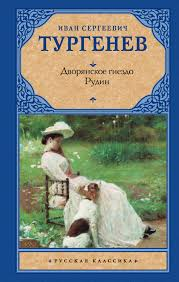 ИВАН СЕРГЕЕВИЧ
ТУРГЕНЕВ
Дворянское гнездо
Рудин
РУССКАЯ КЛАССИКА